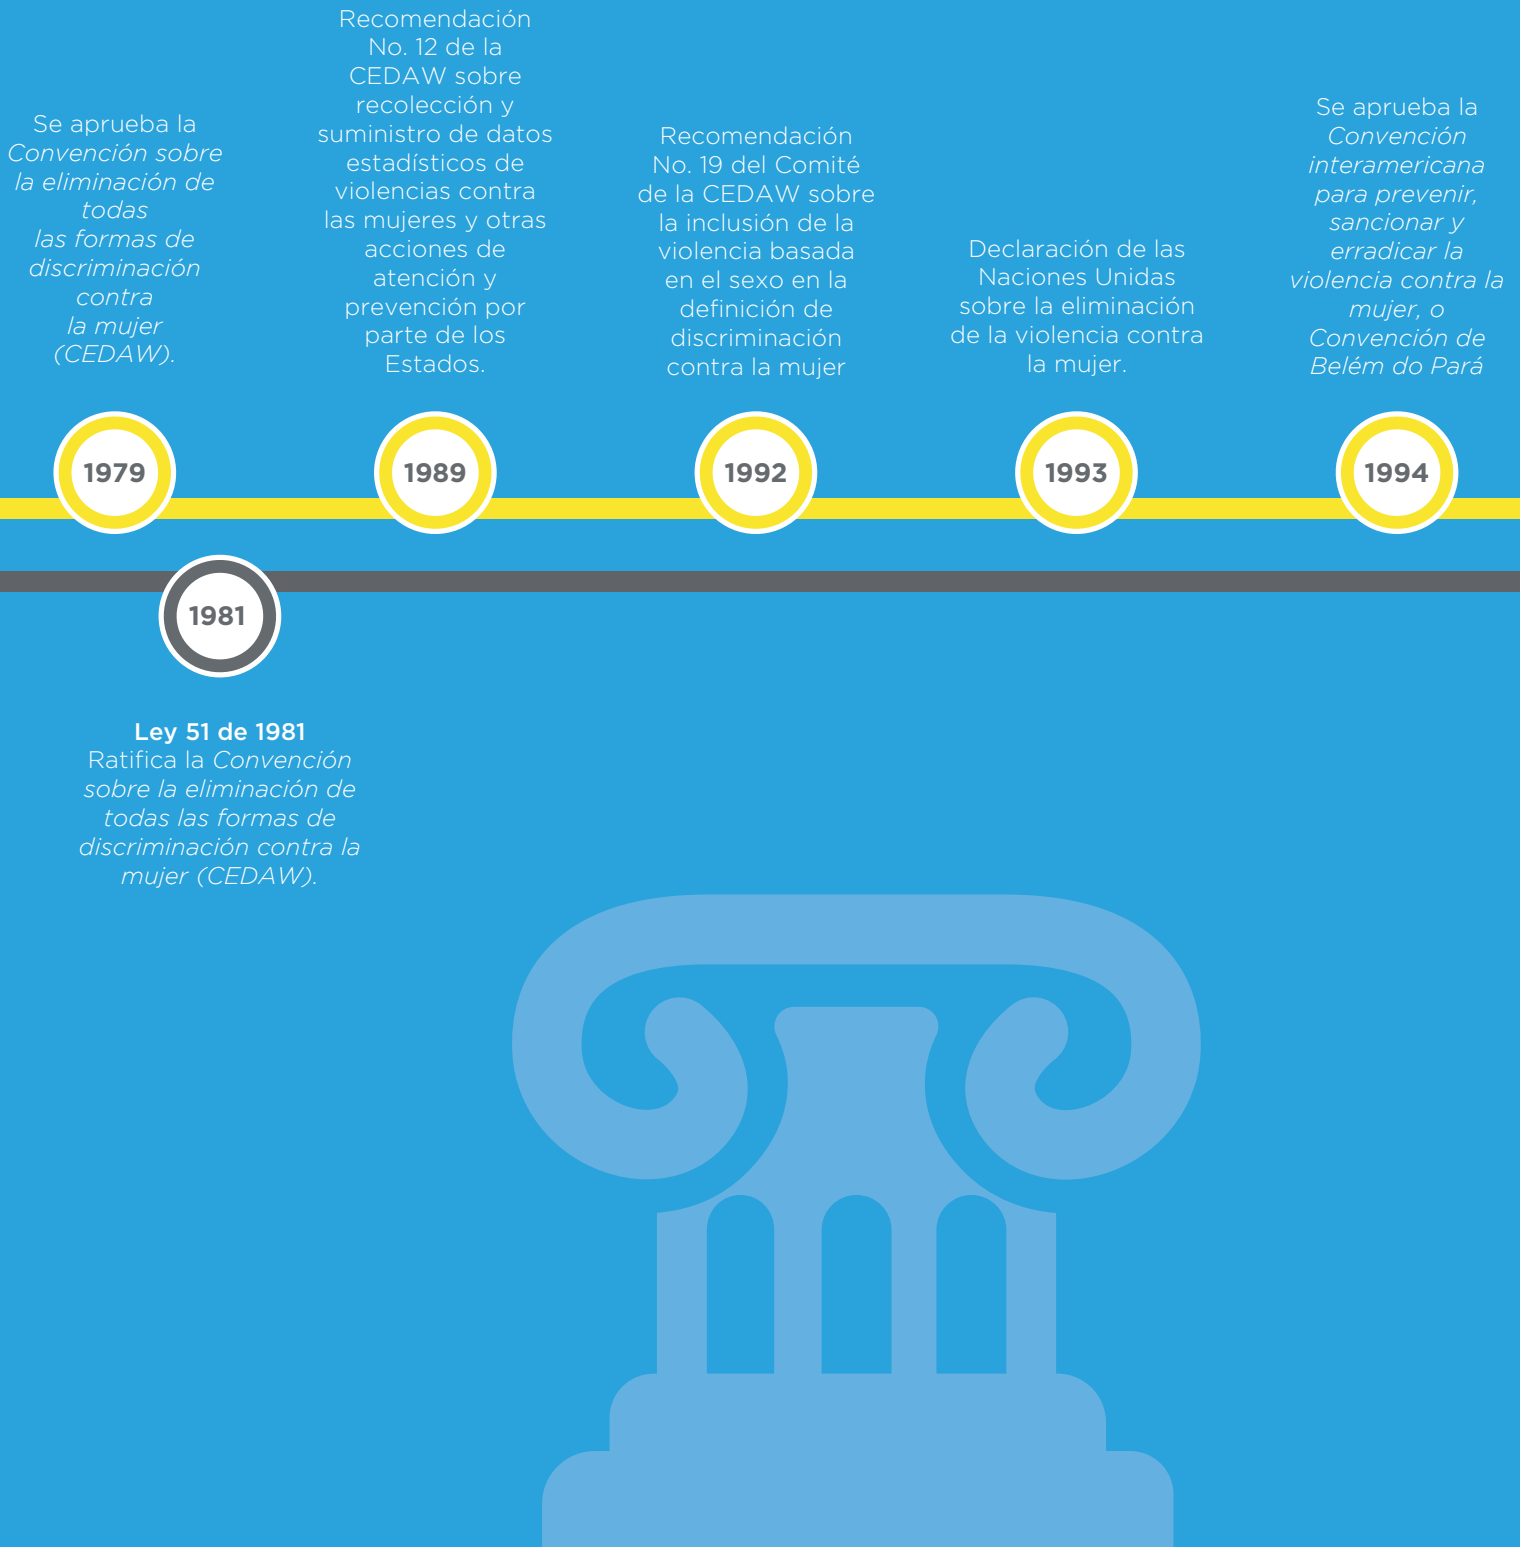 Se aprueba la
Convención sobre
la eliminación de
todas
las formas de
discriminación
contra
la mujer
(CEDAW).
1979
Recomendación
No. 12 de la
CEDAW sobre
recolección y
suministro de datos
estadísticos de
violencias contra
las mujeres y otras
acciones de
atención y
prevención por
parte de los
Estados.
1989
Recomendación
No. 19 del Comité
de la CEDAW sobre
la inclusión de la
violencia basada
en el sexo en la
definición de
discriminación
contra la mujer
1992
Declaración de las
Naciones Unidas
sobre la eliminación
de la violencia contra
la mujer.
1993
Se aprueba la
Convención
interamericana
para prevenir,
sancionar y
erradicar la
violencia contra la
mujer, o
Convención de
Belém do Pará
1994
1981
Ley 51 de 1981
Ratifica la Convención
sobre la eliminación de
todas las formas de
discriminación contra la
mujer (CEDAW).